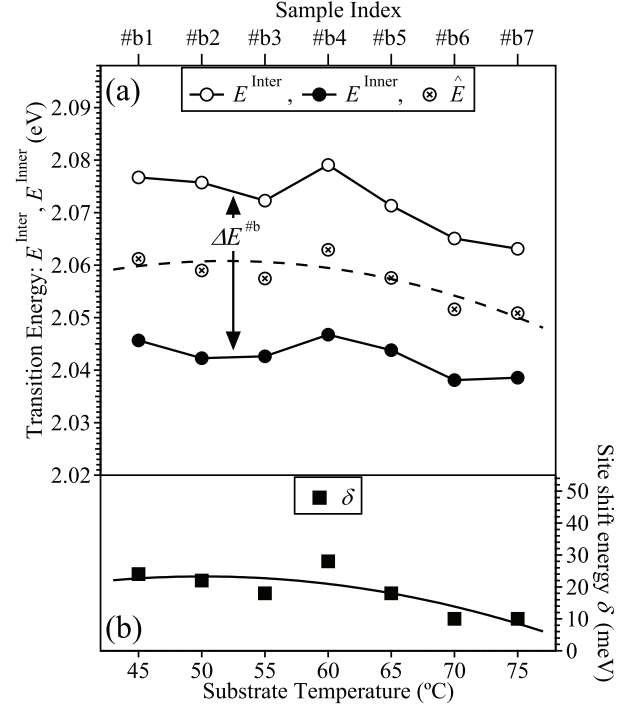 Sample Index
#b1 #b2 #b3 #b4 #b5 #b6 #b7
(a)
E^Inter , E^Inner , Ê
Transition Energy: E^Inter, E^Inner (eV)
2.09
2.08
2.07
2.06
2.05
2.04
2.03
2.02
ΔE^#b
δ
(b)
Site shift energy δ (meV)
50
40
30
20
10
0
45 50 55 60 65 70 75
Substrate Temperature (ºC)